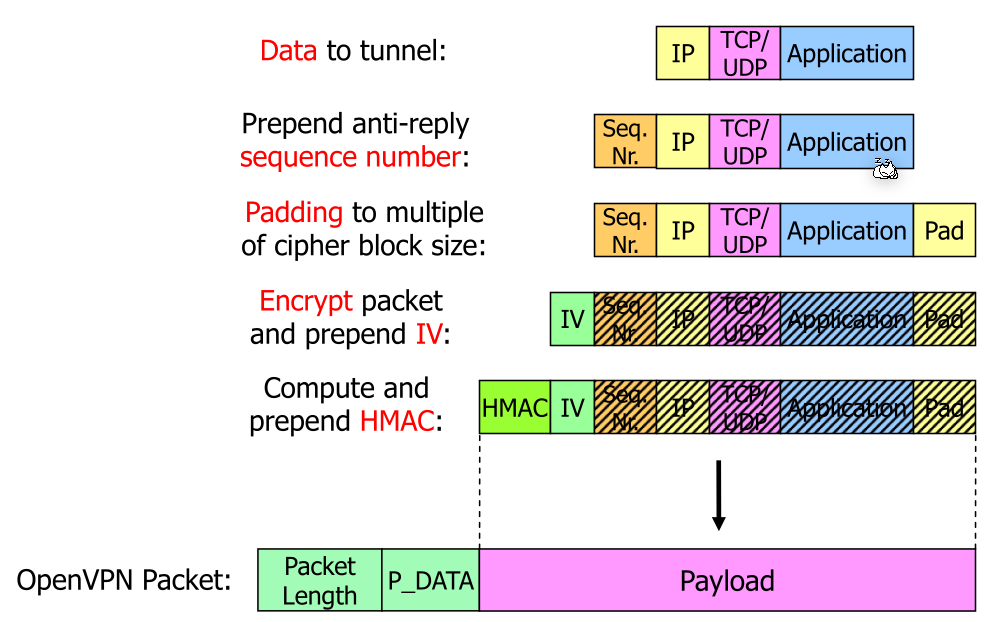 Data to tunnel:
IP
TCP/
UDP
Application
Prepend anti-reply
sequence number:
Seq.
Nr.
IP
TCP/
UDP
Application
Padding to multiple
of cipher block size:
Seq.
Nr.
IP
TCP/
UDP
Application
Pad
Encrypt packet
and prepend IV:
IV
Seq.
Nr.
IP
TCP/
UDP
Application
Pad
Compute and
prepend HMAC:
HMAC
IV
Seq.
Nr.
IP
TCP/
UDP
Application
Pad
OpenVPN Packet:
Packet
Length
P_DATA
Payload